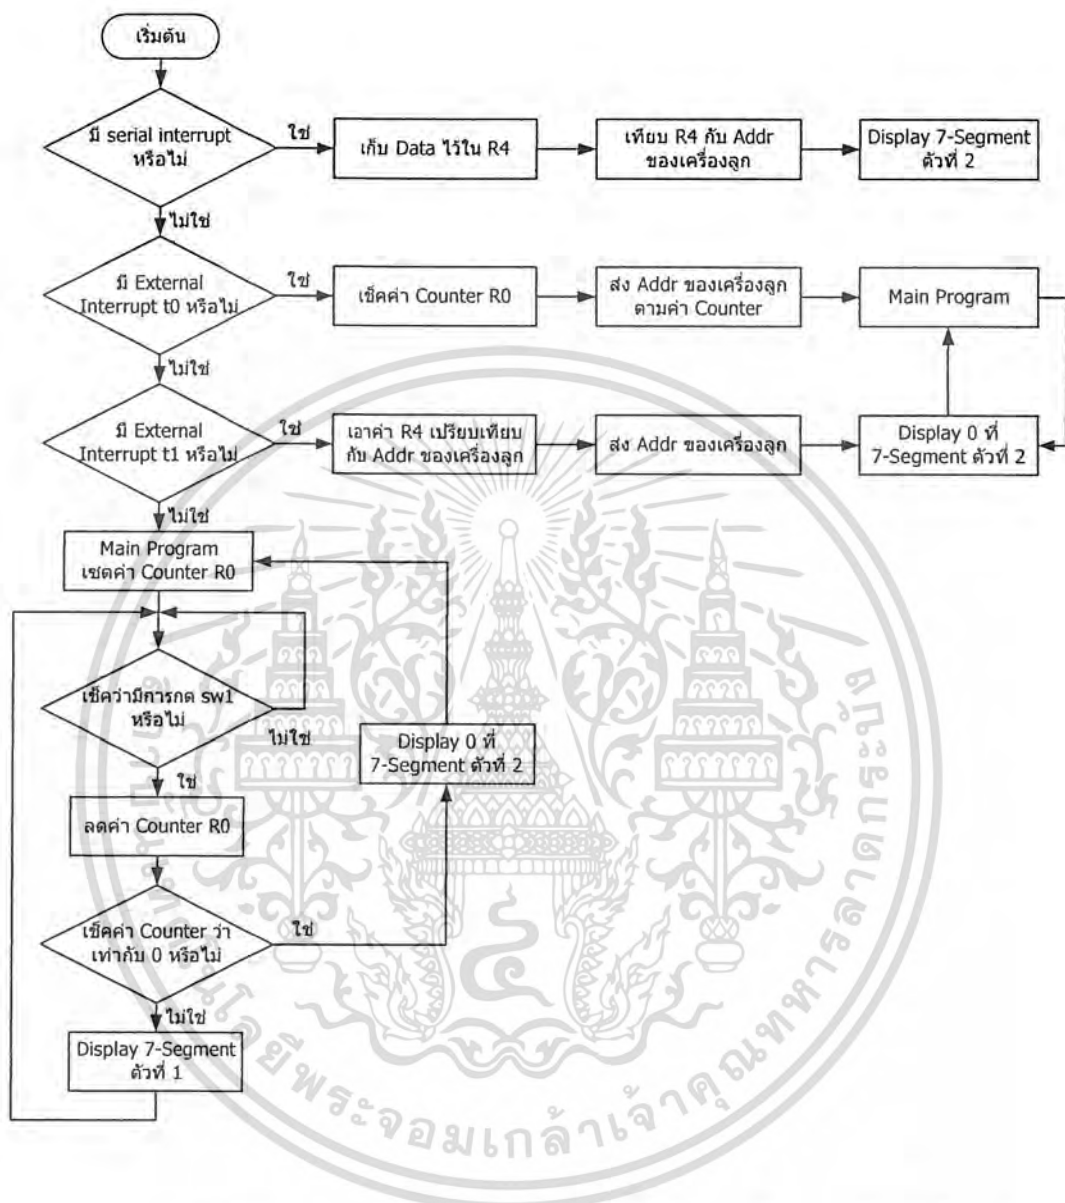 เริ่มต้น
มี serial interrupt
หรือไม่
ใช่
เก็บ Data ไว้ใน R4
เทียบ R4 กับ Addr
ของเครื่องลูก
Display 7-Segment
ตัวที่ 2
ไม่ใช่
มี External
Interrupt t0 หรือไม่
ใช่
เช็คค่า Counter R0
ส่ง Addr ของเครื่องลูก
ตามค่า Counter
Main Program
ไม่ใช่
มี External
Interrupt t1 หรือไม่
ใช่
เอาค่า R4 เปรียบเทียบ
กับ Addr ของเครื่องลูก
ส่ง Addr ของเครื่องลูก
Display 0 ที่
7-Segment ตัวที่ 2
ไม่ใช่
Main Program
เซตค่า Counter R0
เช็คว่ามีการกด sw1
หรือไม่
ไม่ใช่
Display 0 ที่
7-Segment ตัวที่ 2
ใช่
ลดค่า Counter R0
เช็คค่า Counter ว่า
เท่ากับ 0 หรือไม่
ใช่
ไม่ใช่
Display 7-Segment
ตัวที่ 1